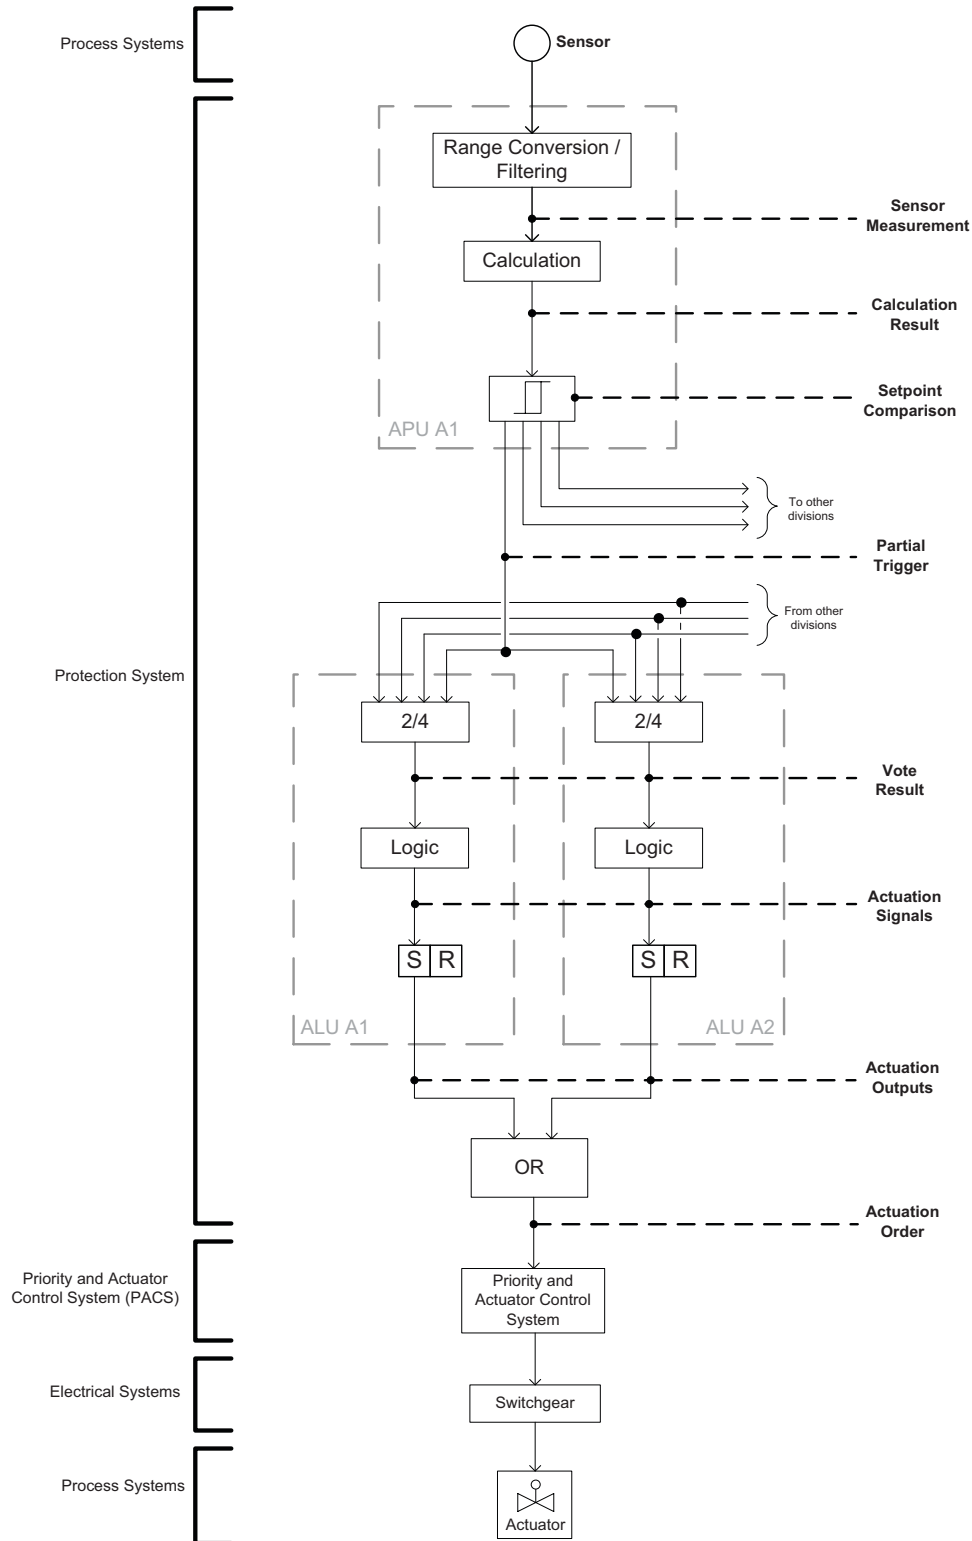 Process Systems
Sensor
Range Conversion /
Filtering
Sensor
Measurement
Calculation
Calculation
Result
Setpoint
Comparison
APU A1
To other
divisions
Partial
Trigger
From other
divisions
Protection System
2/4
2/4
Vote
Result
Logic
Logic
Actuation
Signals
S R
S R
ALU A1
ALU A2
Actuation
Outputs
OR
Actuation
Order
Priority and Actuator
Control System (PACS)
Priority and
Actuator Control
System
Electrical Systems
Switchgear
Process Systems
Actuator